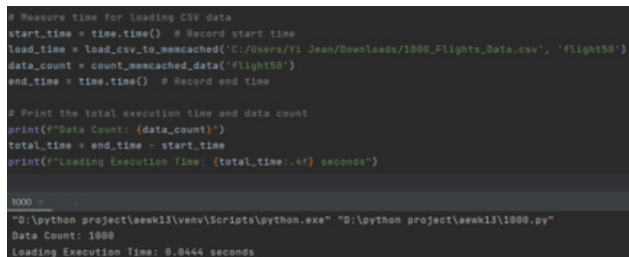 # Measure time for loading CSV data
start_time = time.time()  # Record start time
load_time = load_csv_to_memcached('C:/Users/Yi Jean/Downloads/1000_Flights_Data.csv', 'flight50')
data_count = count_memcached_data('flight50')
end_time = time.time()  # Record end time
# Print the total execution time and data count
print(f"Data Count: {data_count}")
total_time = end_time - start_time
print(f"Loading Execution Time: {total_time:.4f} seconds")
1000 ×
"D:\python project\aewk13\venv\Scripts\python.exe" "D:\python project\aewk13\1000.py"
Data Count: 1000
Loading Execution Time: 0.0444 seconds